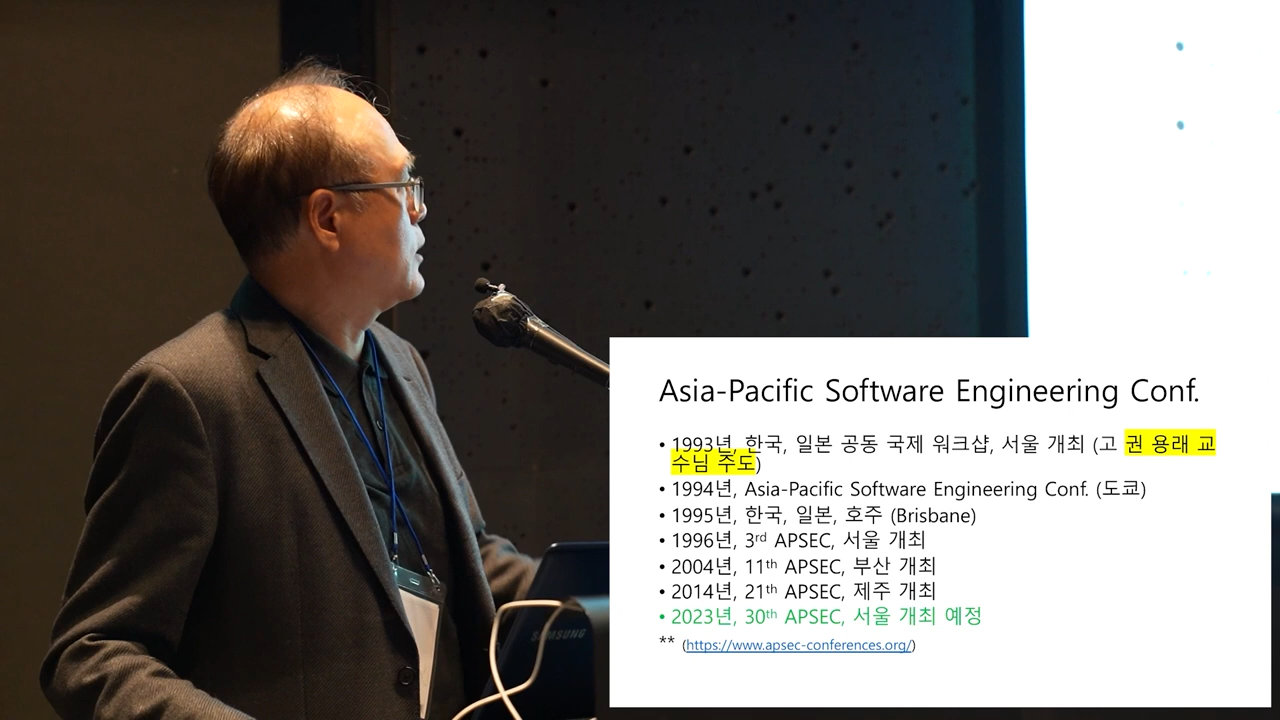 SAMSUNG
Asia-Pacific Software Engineering Conf.
• 1993년, 한국, 일본 공동 국제 워크샵, 서울 개최 (고 권 용래 교
수님 주도)
• 1994년, Asia-Pacific Software Engineering Conf. (도쿄)
• 1995년, 한국, 일본, 호주 (Brisbane)
• 1996년, 3rd APSEC, 서울 개최
• 2004년, 11th APSEC, 부산 개최
• 2014년, 21th APSEC, 제주 개최
• 2023년, 30th APSEC, 서울 개최 예정
** (https://www.apsec-conferences.org/)